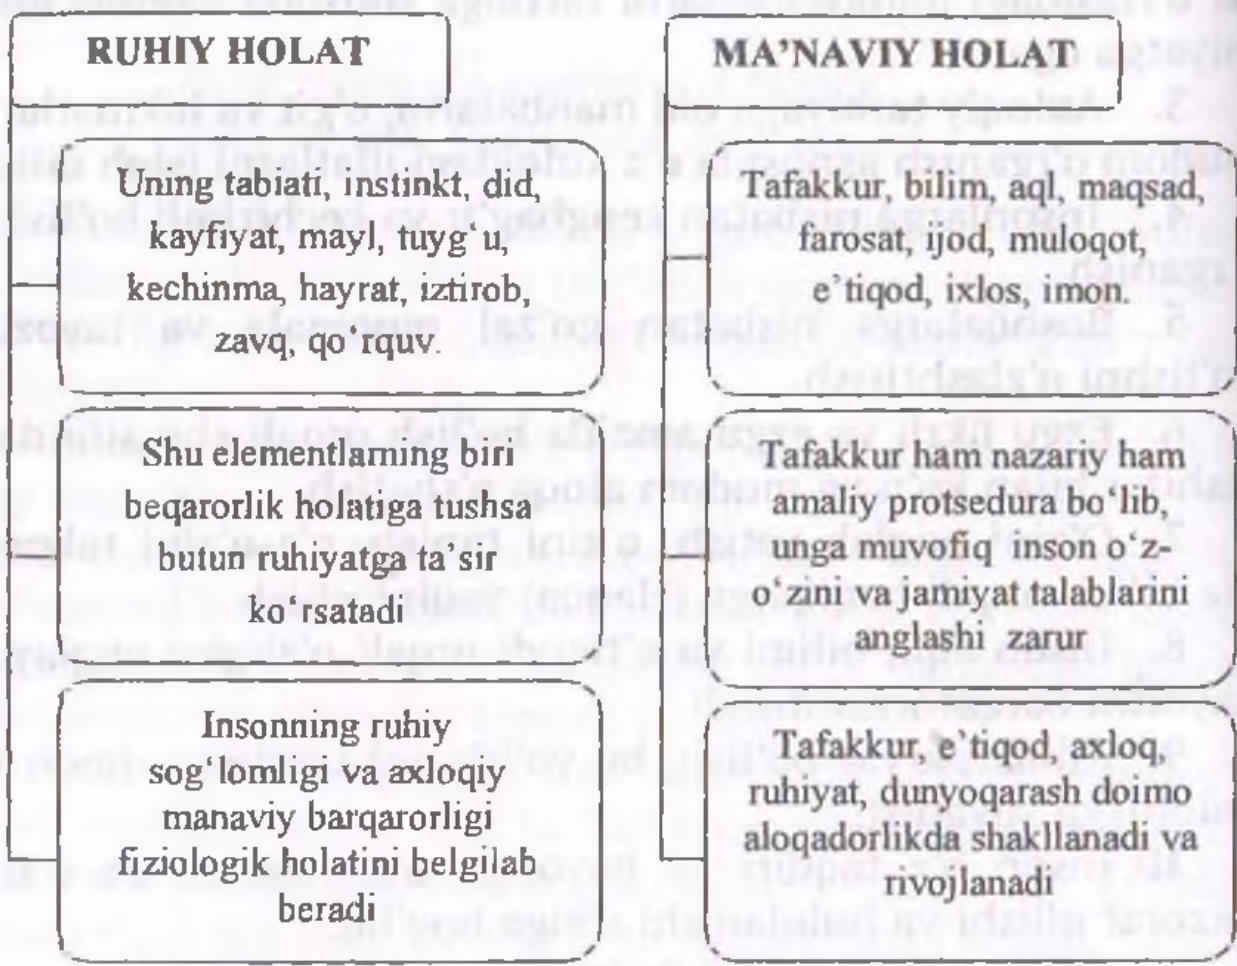 RUHIY HOLAT
Uning tabiati, instinkt, did,
kayfiyat, mayl, tuyg‘u,
kechinma, hayrat, iztirob,
zavq, qo‘rquv.
Shu elementlarning biri
beqarorlik holatiga tushsa
butun ruhiyatga ta’sir
ko‘rsatadi
Insonning ruhiy
sog‘lomligi va axloqiy
manaviy barqarorligi
fiziologik holatini belgilab
beradi
MA’NAVIY HOLAT
Tafakkur, bilim, aql, maqsad,
farosat, ijod, muloqot,
e’tiqod, ixlos, imon.
Tafakkur ham nazariy ham
amaliy protsedura bo‘lib,
unga muvofiq inson o‘z-
o‘zini va jamiyat talablarini
anglashi zarur
Tafakkur, e’tiqod, axloq,
ruhiyat, dunyoqarash doimo
aloqadorlikda shakllanadi va
rivojlanadi